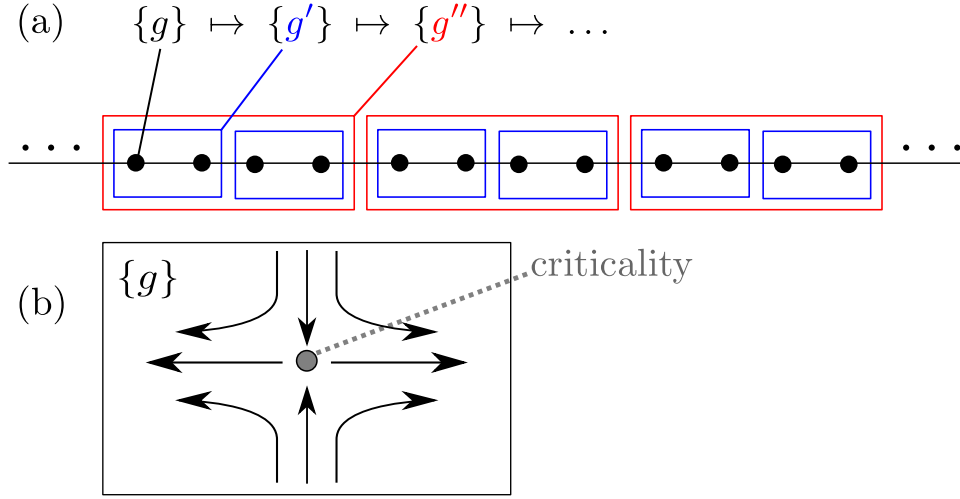 (a) {g} ↦ {g′} ↦ {g′′} ↦ ...
... ...
{g} criticality
(b)